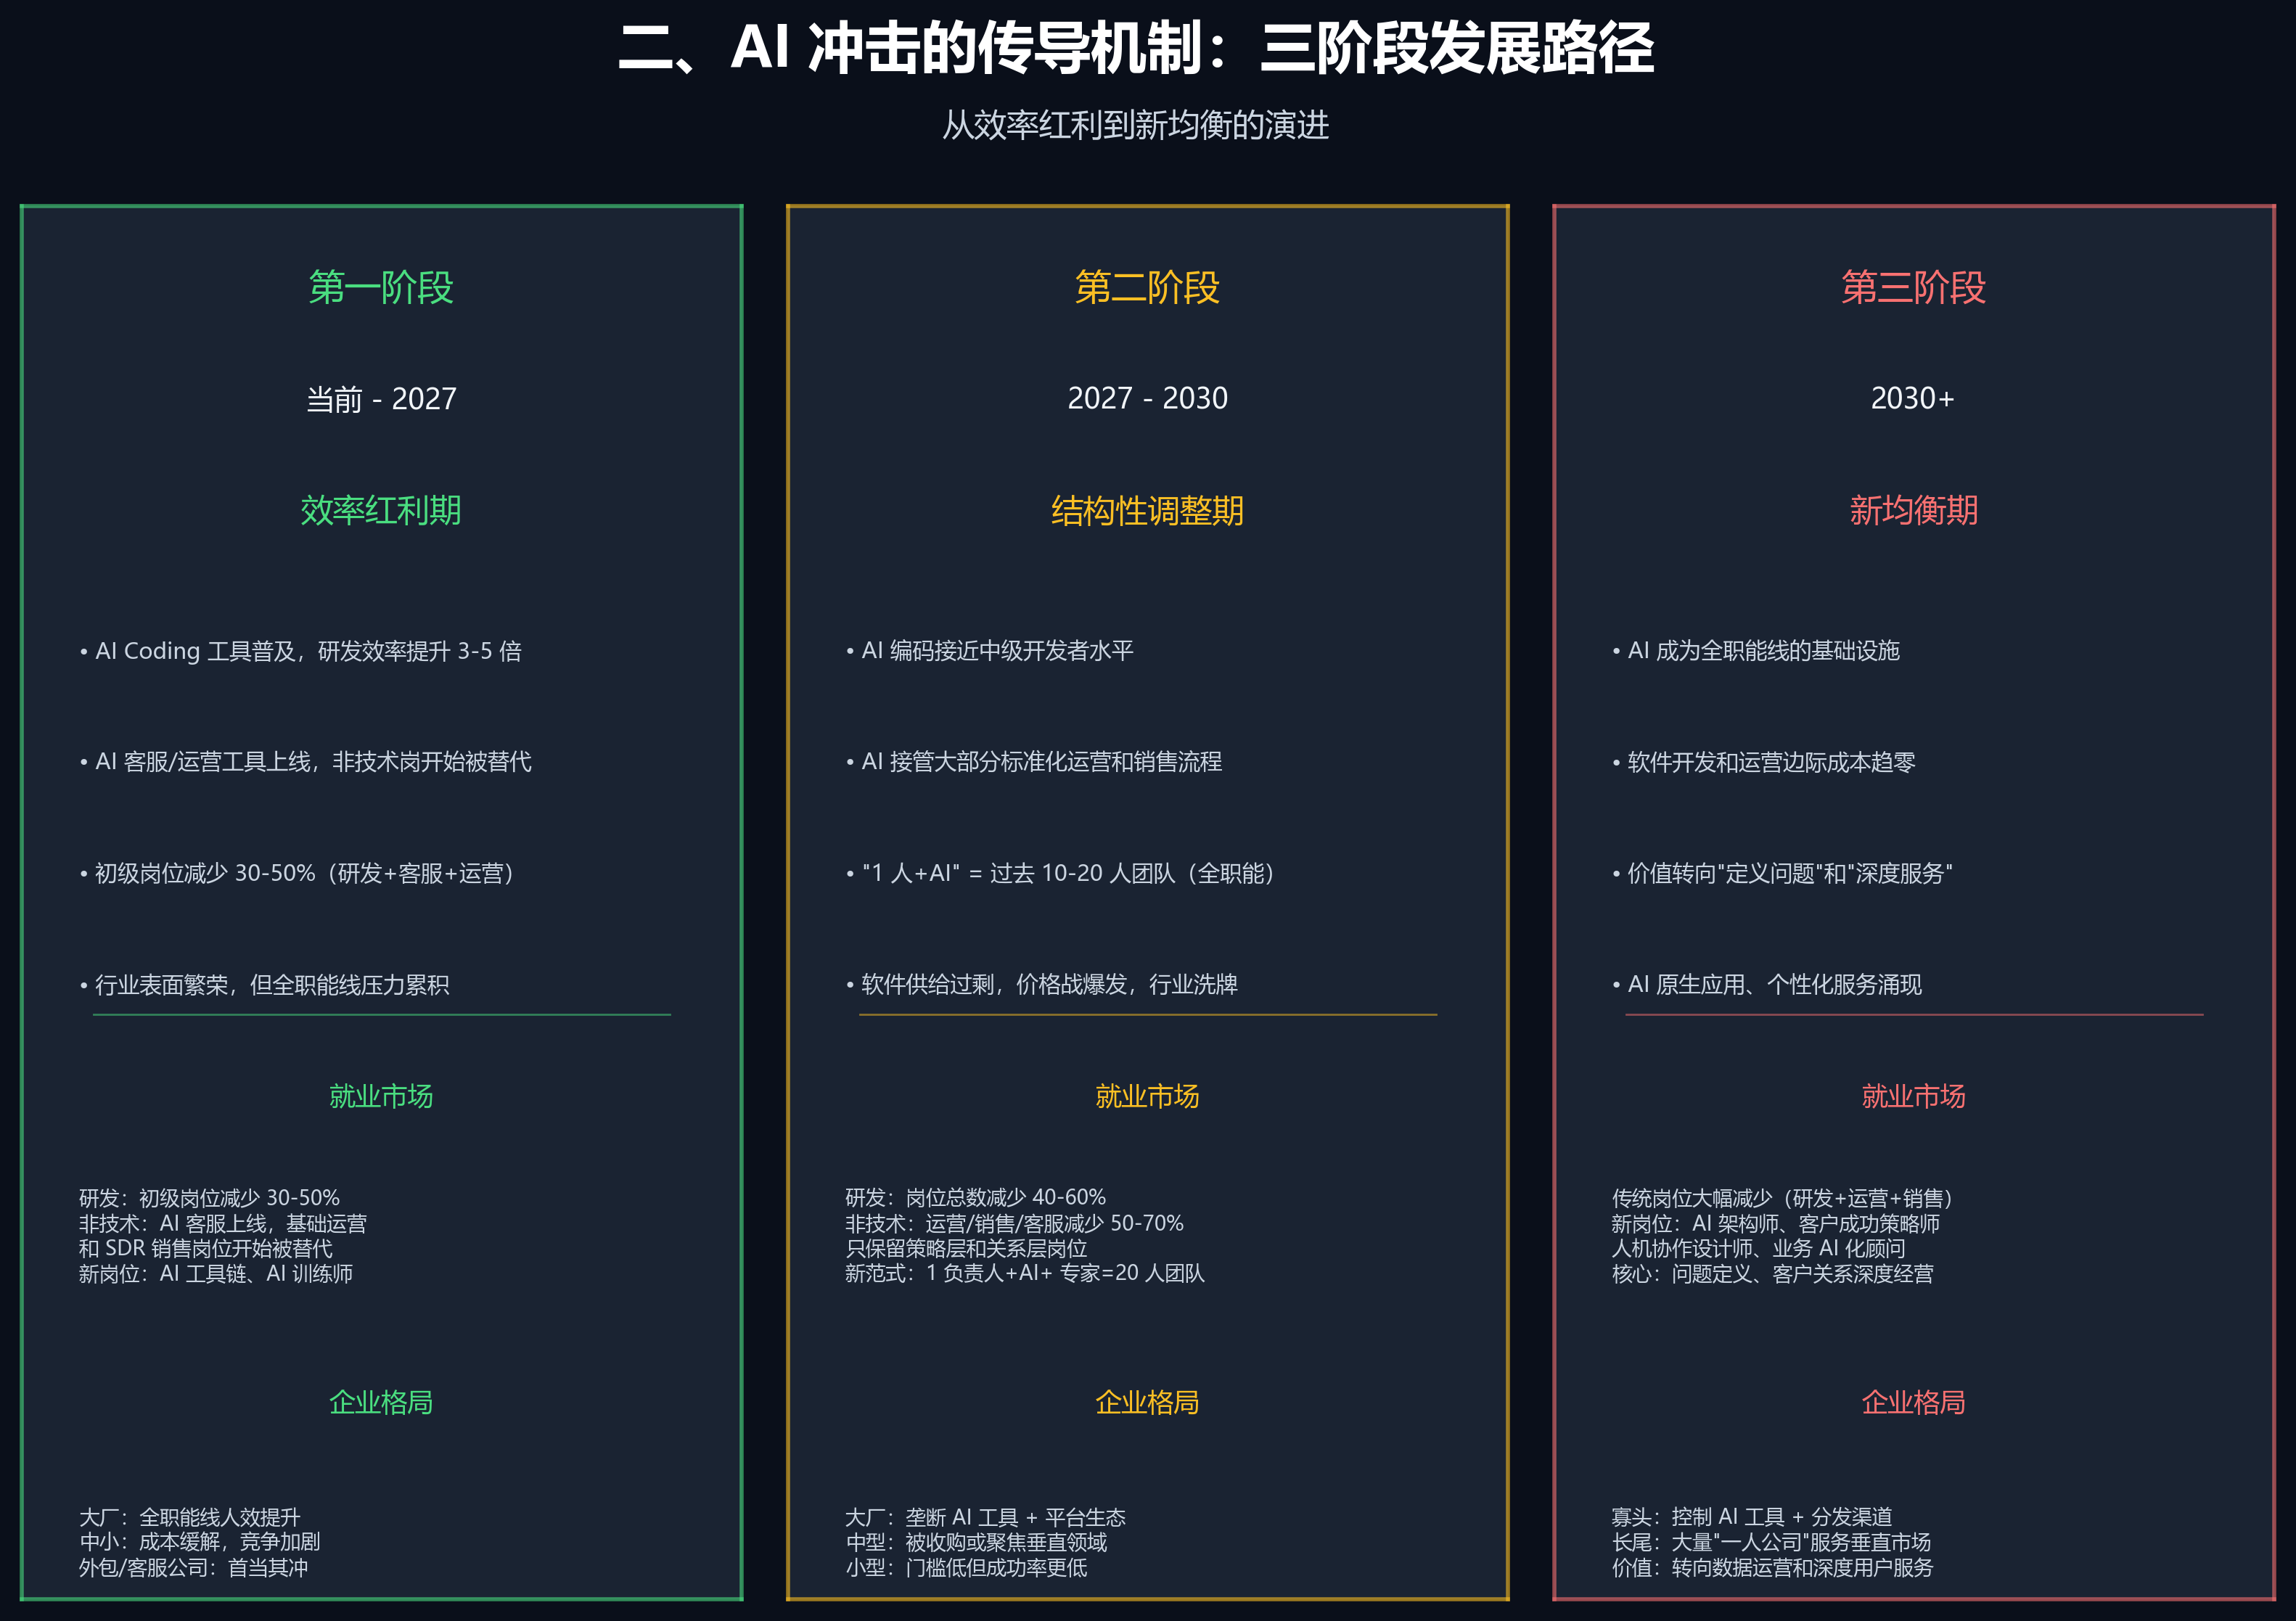 二、AI 冲击的传导机制：三阶段发展路径
从效率红利到新均衡的演进
第一阶段
当前 - 2027
效率红利期
• AI Coding 工具普及，研发效率提升 3-5 倍
• AI 客服/运营工具上线，非技术岗开始被替代
• 初级岗位减少 30-50%（研发+客服+运营）
• 行业表面繁荣，但全职能线压力累积
就业市场
研发：初级岗位减少 30-50%
非技术：AI 客服上线，基础运营
和 SDR 销售岗位开始被替代
新岗位：AI 工具链、AI 训练师
企业格局
大厂：全职能线人效提升
中小：成本缓解，竞争加剧
外包/客服公司：首当其冲
第二阶段
2027 - 2030
结构性调整期
• AI 编码接近中级开发者水平
• AI 接管大部分标准化运营和销售流程
• "1 人+AI" = 过去 10-20 人团队（全职能）
• 软件供给过剩，价格战爆发，行业洗牌
就业市场
研发：岗位总数减少 40-60%
非技术：运营/销售/客服减少 50-70%
只保留策略层和关系层岗位
新范式：1 负责人+AI+ 专家=20 人团队
企业格局
大厂：垄断 AI 工具 + 平台生态
中型：被收购或聚焦垂直领域
小型：门槛低但成功率更低
第三阶段
2030+
新均衡期
• AI 成为全职能线的基础设施
• 软件开发和运营边际成本趋零
• 价值转向"定义问题"和"深度服务"
• AI 原生应用、个性化服务涌现
就业市场
传统岗位大幅减少（研发+运营+销售）
新岗位：AI 架构师、客户成功策略师
人机协作设计师、业务 AI 化顾问
核心：问题定义、客户关系深度经营
企业格局
寡头：控制 AI 工具 + 分发渠道
长尾：大量"一人公司"服务垂直市场
价值：转向数据运营和深度用户服务